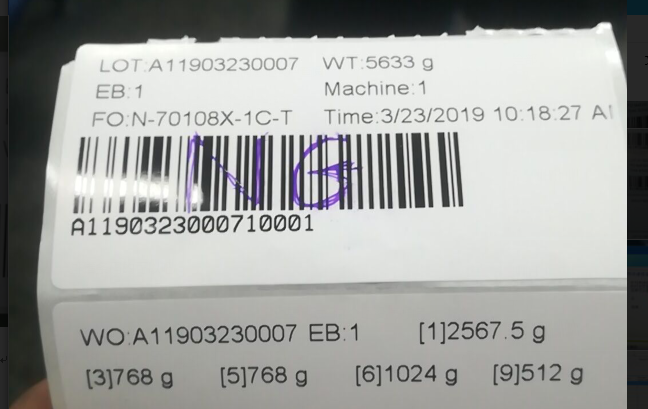 LOT:A11903230007 WT:5633 g
EB:1 Machine:1
FO:N-70108X-1C-T Time:3/23/2019 10:18:27 A
NG
A119032300710001
WO:A11903230007 EB:1 [1]2567.5 g
[3]768 g [5]768 g [6]1024 g [9]512 g